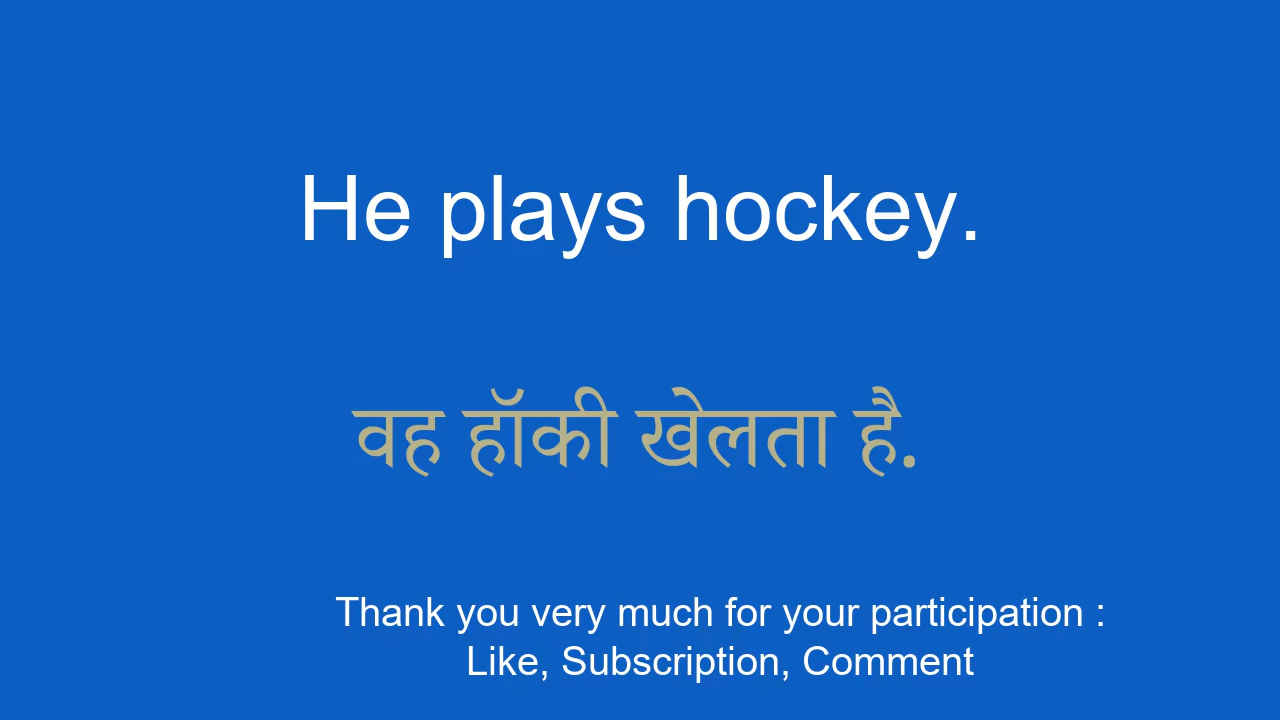 He plays hockey.
वह हॉकी खेलता है.
Thank you very much for your participation :
Like, Subscription, Comment